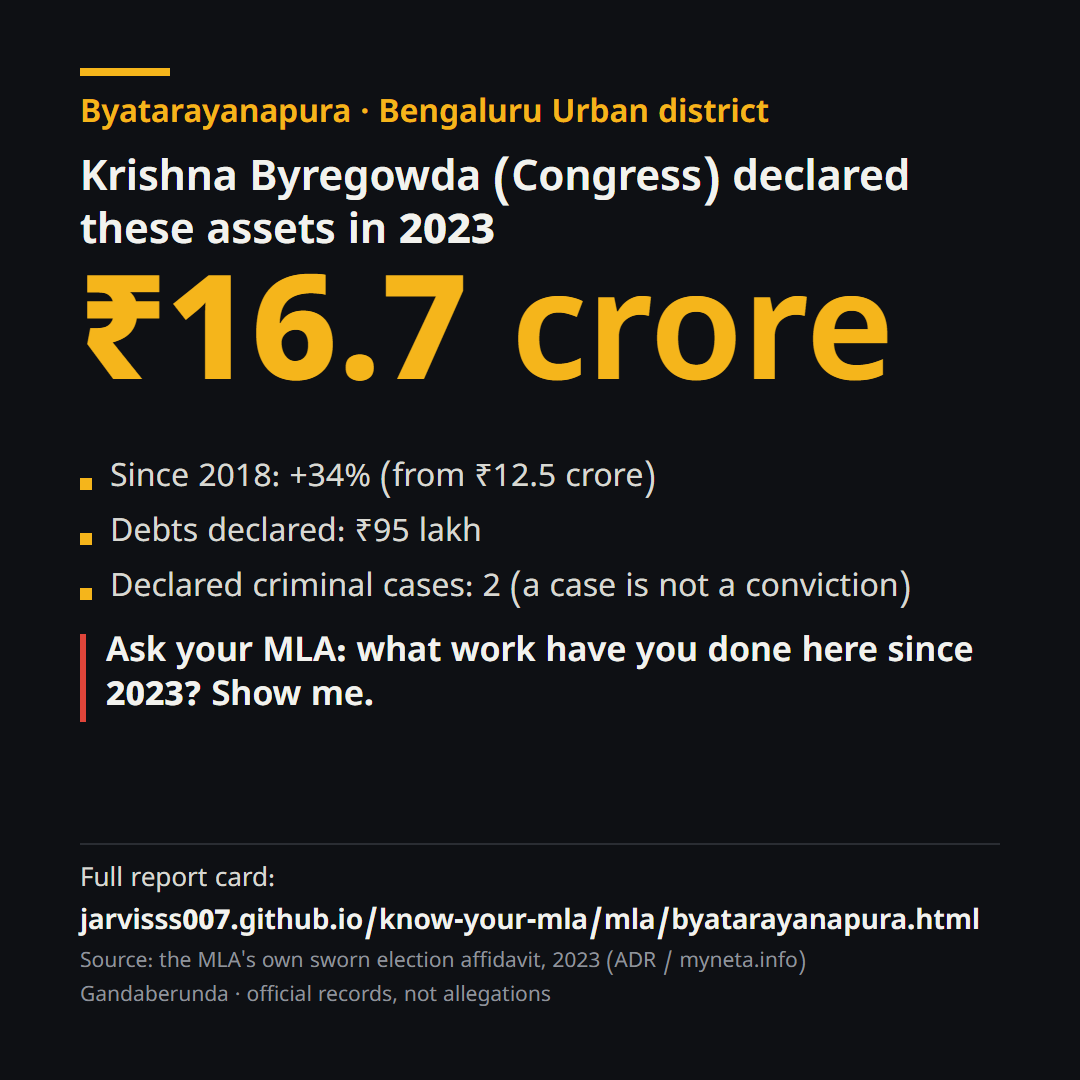 Byatarayanapura · Bengaluru Urban district
Krishna Byregowda (Congress) declared
these assets in 2023
₹16.7 crore
Since 2018: +34% (from ₹12.5 crore)
Debts declared: ₹95 lakh
Declared criminal cases: 2 (a case is not a conviction)
Ask your MLA: what work have you done here since
2023? Show me.
Full report card:
jarvisss007.github.io/know-your-mla/mla/byatarayanapura.html
Source: the MLA's own sworn election affidavit, 2023 (ADR / myneta.info)
Gandaberunda · official records, not allegations